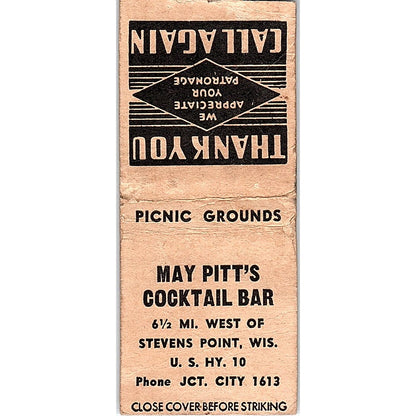 THANK YOU
WE
APPRECIATE
YOUR
PATRONAGE
CALL AGAIN
PICNIC GROUNDS
MAY PITT'S
COCKTAIL BAR
6½ MI. WEST OF
STEVENS POINT, WIS.
U. S. HY. 10
Phone JCT. CITY 1613
CLOSE COVER BEFORE STRIKING